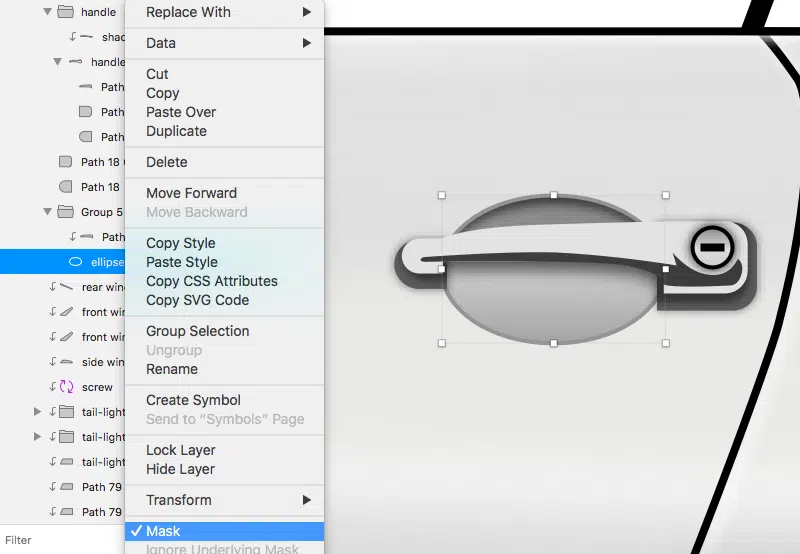 handle
shad
handle
Path
Path
Path
Path 18
Path 18
Group 5
Path
ellipse
rear win
front win
front win
side win
screw
tail-light
tail-light
tail-light
Path 79
Path 79
Filter
Replace With
Data
Cut
Copy
Paste Over
Duplicate
Delete
Move Forward
Move Backward
Copy Style
Paste Style
Copy CSS Attributes
Copy SVG Code
Group Selection
Ungroup
Rename
Create Symbol
Send to “Symbols” Page
Lock Layer
Hide Layer
Transform
Mask
Ignore Underlying Mask